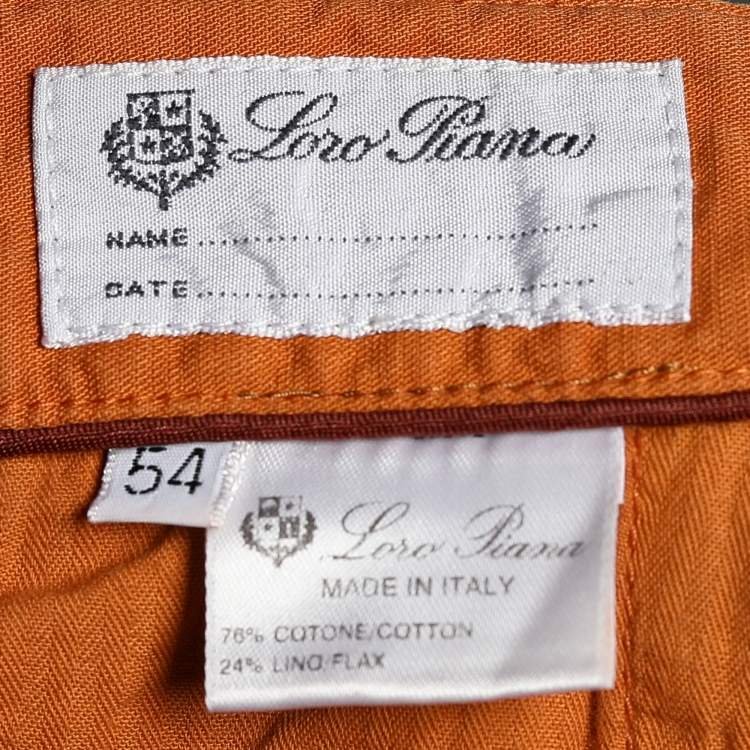 Loro Piana
NAME
DATE
54
Loro Piana
MADE IN ITALY
76% COTONE/COTTON
24% LINO/FLAX